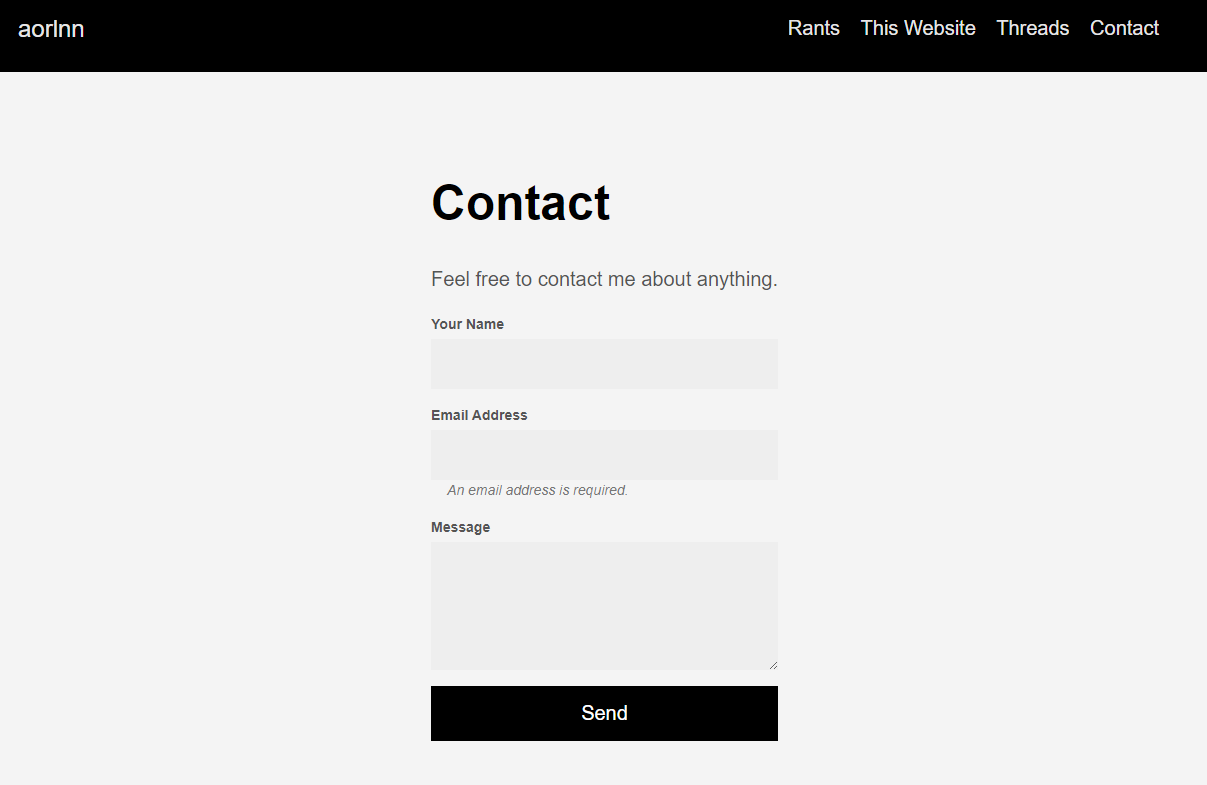 aorlnn
Rants This Website Threads Contact
Contact
Feel free to contact me about anything.
Your Name
Email Address
An email address is required.
Message
Send